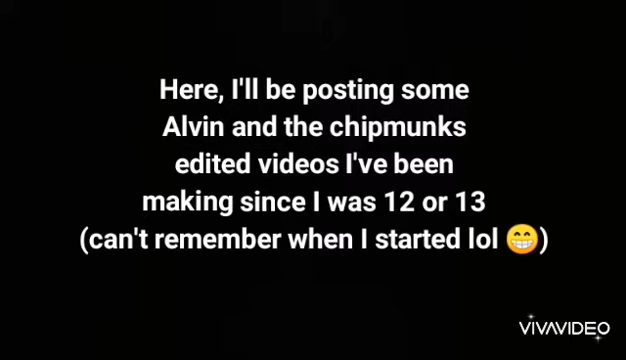 Here, I'll be posting some
Alvin and the chipmunks
edited videos I've been
making since I was 12 or 13
(can't remember when I started lol 😁)
VIVAVIDEO